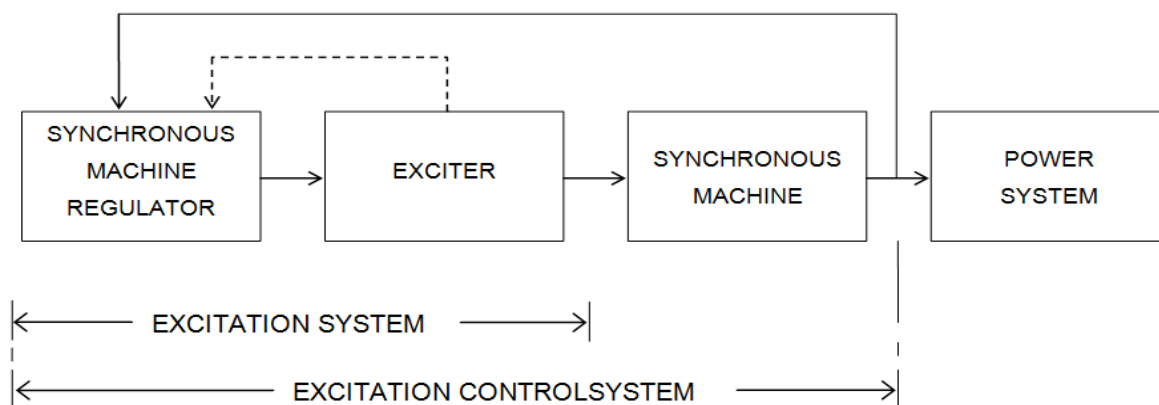 SYNCHRONOUS
MACHINE
REGULATOR
EXCITER
SYNCHRONOUS
MACHINE
POWER
SYSTEM
EXCITATION SYSTEM
EXCITATION CONTROLSYSTEM